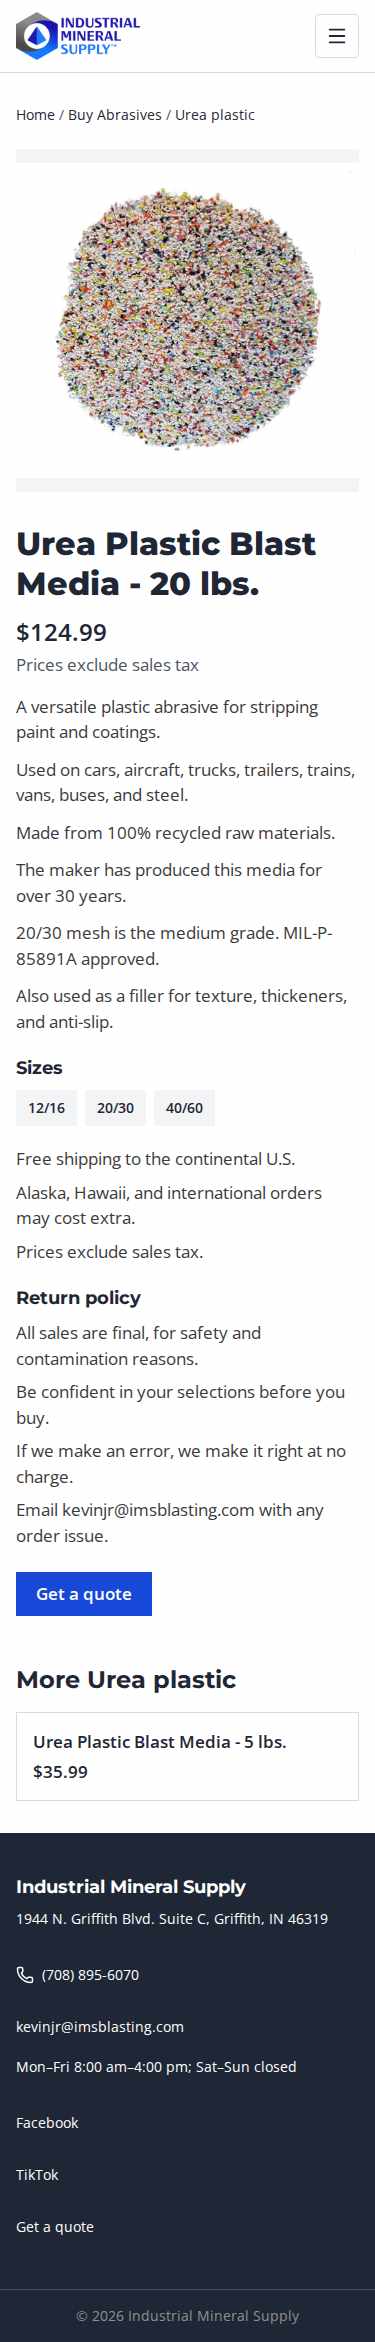 INDUSTRIAL
MINERAL
SUPPLY™
Home / Buy Abrasives / Urea plastic
Urea Plastic Blast
Media - 20 lbs.
$124.99
Prices exclude sales tax
A versatile plastic abrasive for stripping
paint and coatings.
Used on cars, aircraft, trucks, trailers, trains,
vans, buses, and steel.
Made from 100% recycled raw materials.
The maker has produced this media for
over 30 years.
20/30 mesh is the medium grade. MIL-P-
85891A approved.
Also used as a filler for texture, thickeners,
and anti-slip.
Sizes
12/16 20/30 40/60
Free shipping to the continental U.S.
Alaska, Hawaii, and international orders
may cost extra.
Prices exclude sales tax.
Return policy
All sales are final, for safety and
contamination reasons.
Be confident in your selections before you
buy.
If we make an error, we make it right at no
charge.
Email kevinjr@imsblasting.com with any
order issue.
Get a quote
More Urea plastic
Urea Plastic Blast Media - 5 lbs.
$35.99
Industrial Mineral Supply
1944 N. Griffith Blvd. Suite C, Griffith, IN 46319
(708) 895-6070
kevinjr@imsblasting.com
Mon–Fri 8:00 am–4:00 pm; Sat–Sun closed
Facebook
TikTok
Get a quote
© 2026 Industrial Mineral Supply